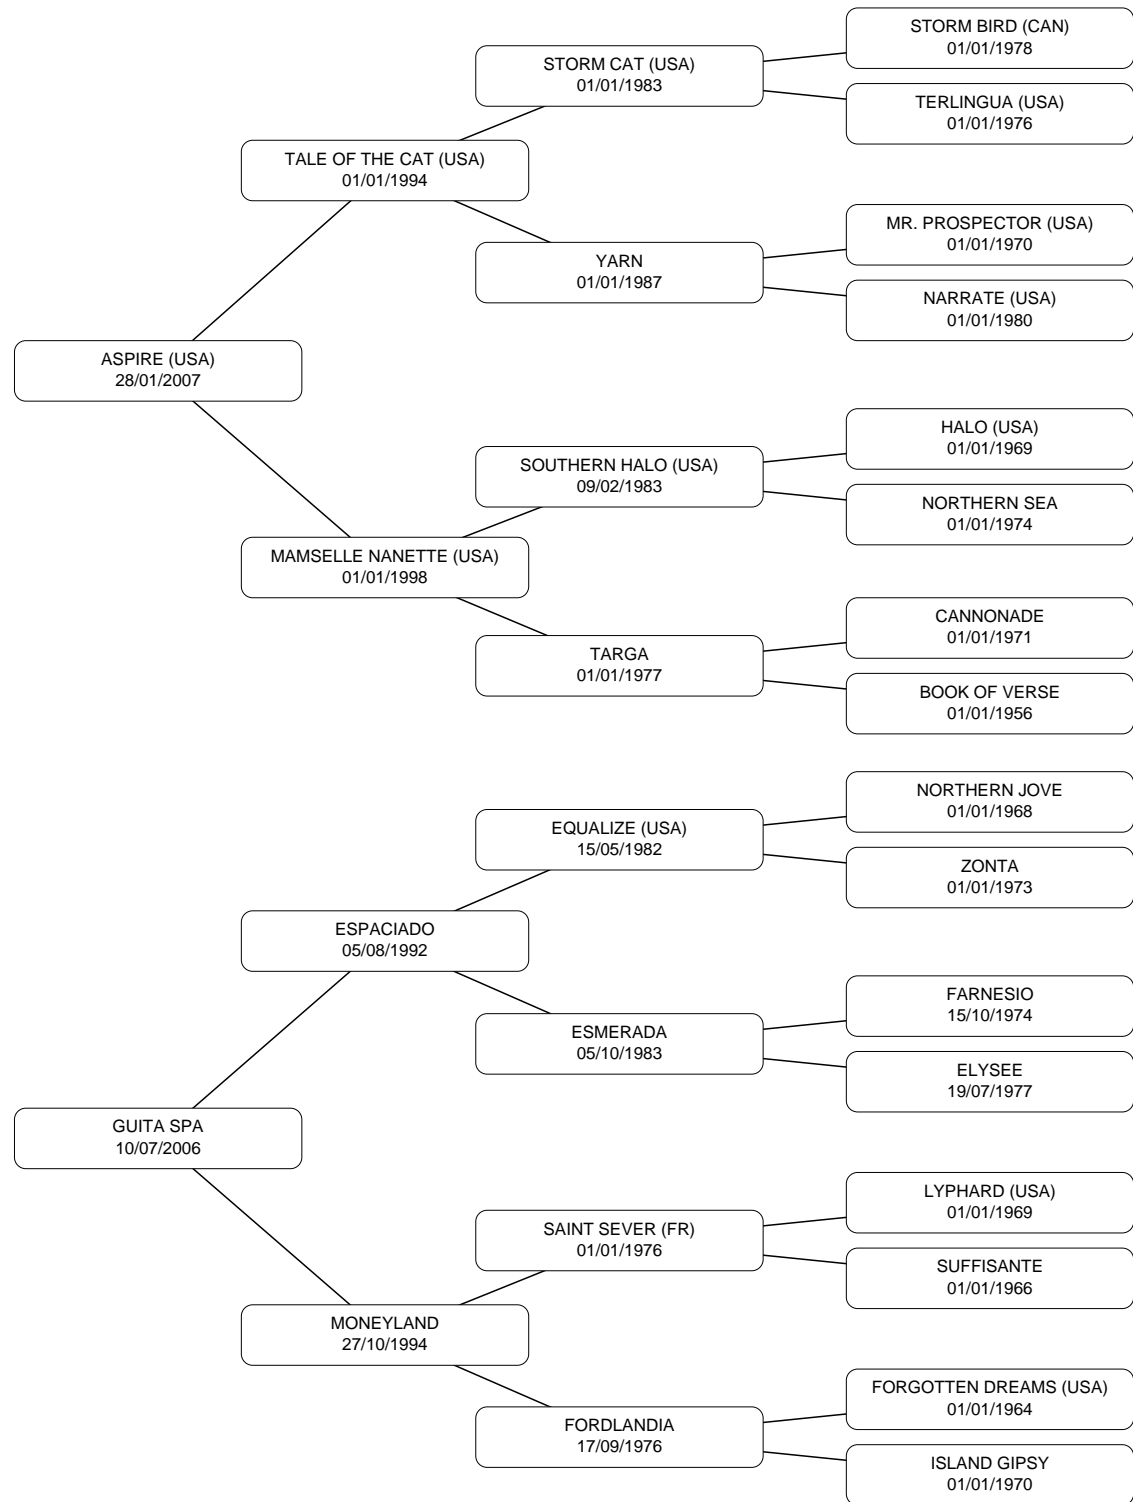 STORM BIRD (CAN)
01/01/1978
STORM CAT (USA)
01/01/1983
TERLINGUA (USA)
01/01/1976
TALE OF THE CAT (USA)
01/01/1994
MR. PROSPECTOR (USA)
01/01/1970
YARN
01/01/1987
NARRATE (USA)
01/01/1980
ASPIRE (USA)
28/01/2007
HALO (USA)
01/01/1969
SOUTHERN HALO (USA)
09/02/1983
NORTHERN SEA
01/01/1974
MAMSELLE NANETTE (USA)
01/01/1998
CANNONADE
01/01/1971
TARGA
01/01/1977
BOOK OF VERSE
01/01/1956
NORTHERN JOVE
01/01/1968
EQUALIZE (USA)
15/05/1982
ZONTA
01/01/1973
ESPACIADO
05/08/1992
FARNESIO
15/10/1974
ESMERADA
05/10/1983
ELYSEE
19/07/1977
GUITA SPA
10/07/2006
LYPHARD (USA)
01/01/1969
SAINT SEVER (FR)
01/01/1976
SUFFISANTE
01/01/1966
MONEYLAND
27/10/1994
FORGOTTEN DREAMS (USA)
01/01/1964
FORDLANDIA
17/09/1976
ISLAND GIPSY
01/01/1970